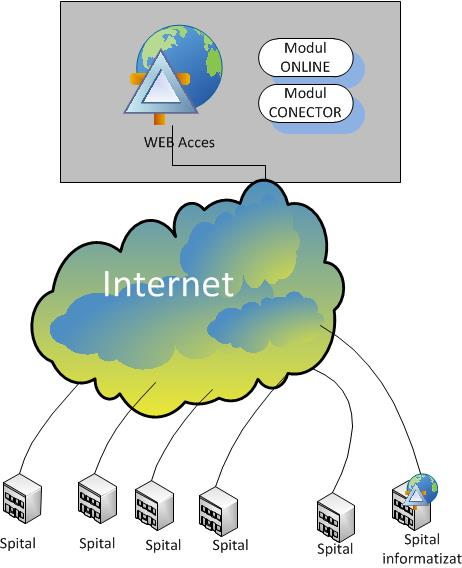 Modul
ONLINE
Modul
CONECTOR
WEB Acces
Internet
Spital
Spital
Spital
Spital
Spital
Spital
informatizat